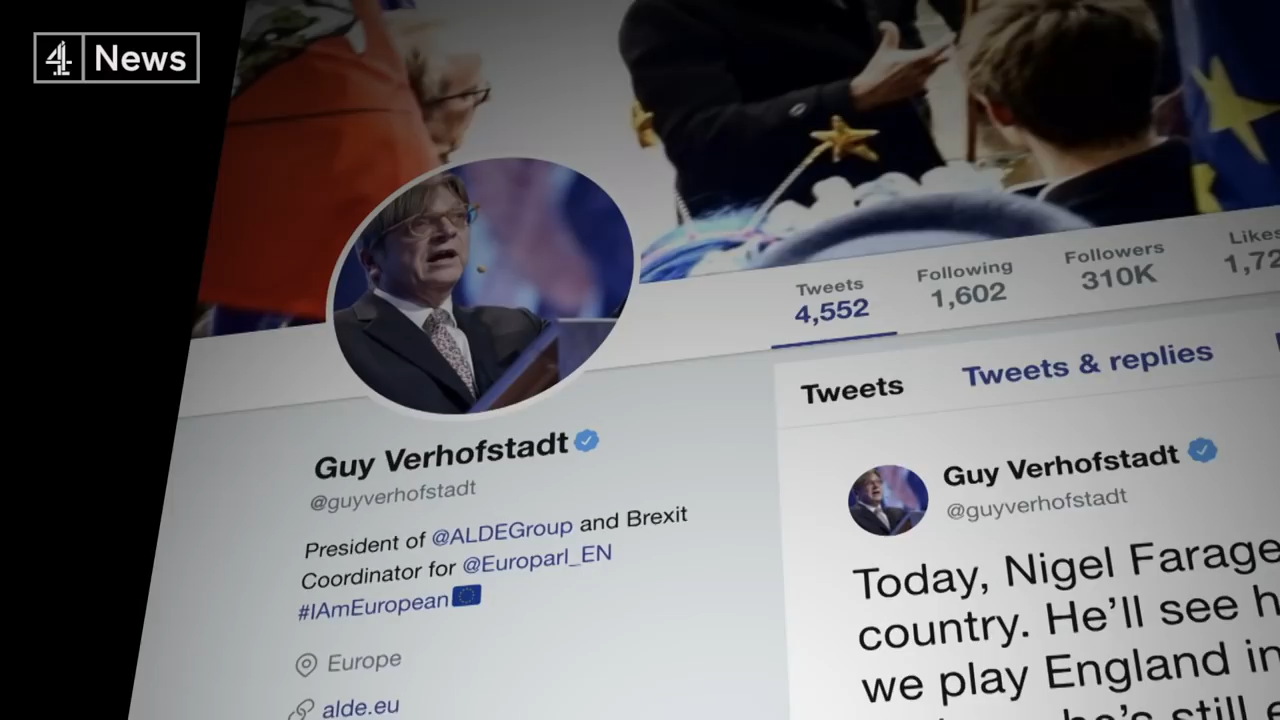 4 News
Tweets
4,552
Following
1,602
Followers
310K
Likes
1,72
Tweets
Tweets & replies
Guy Verhofstadt
@guyverhofstadt
President of @ALDEGroup and Brexit
Coordinator for @Europarl_EN
#IAmEuropean
Europe
alde.eu
Guy Verhofstadt
@guyverhofstadt
Today, Nigel Farage
country. He'll see h
we play England in
he's still e